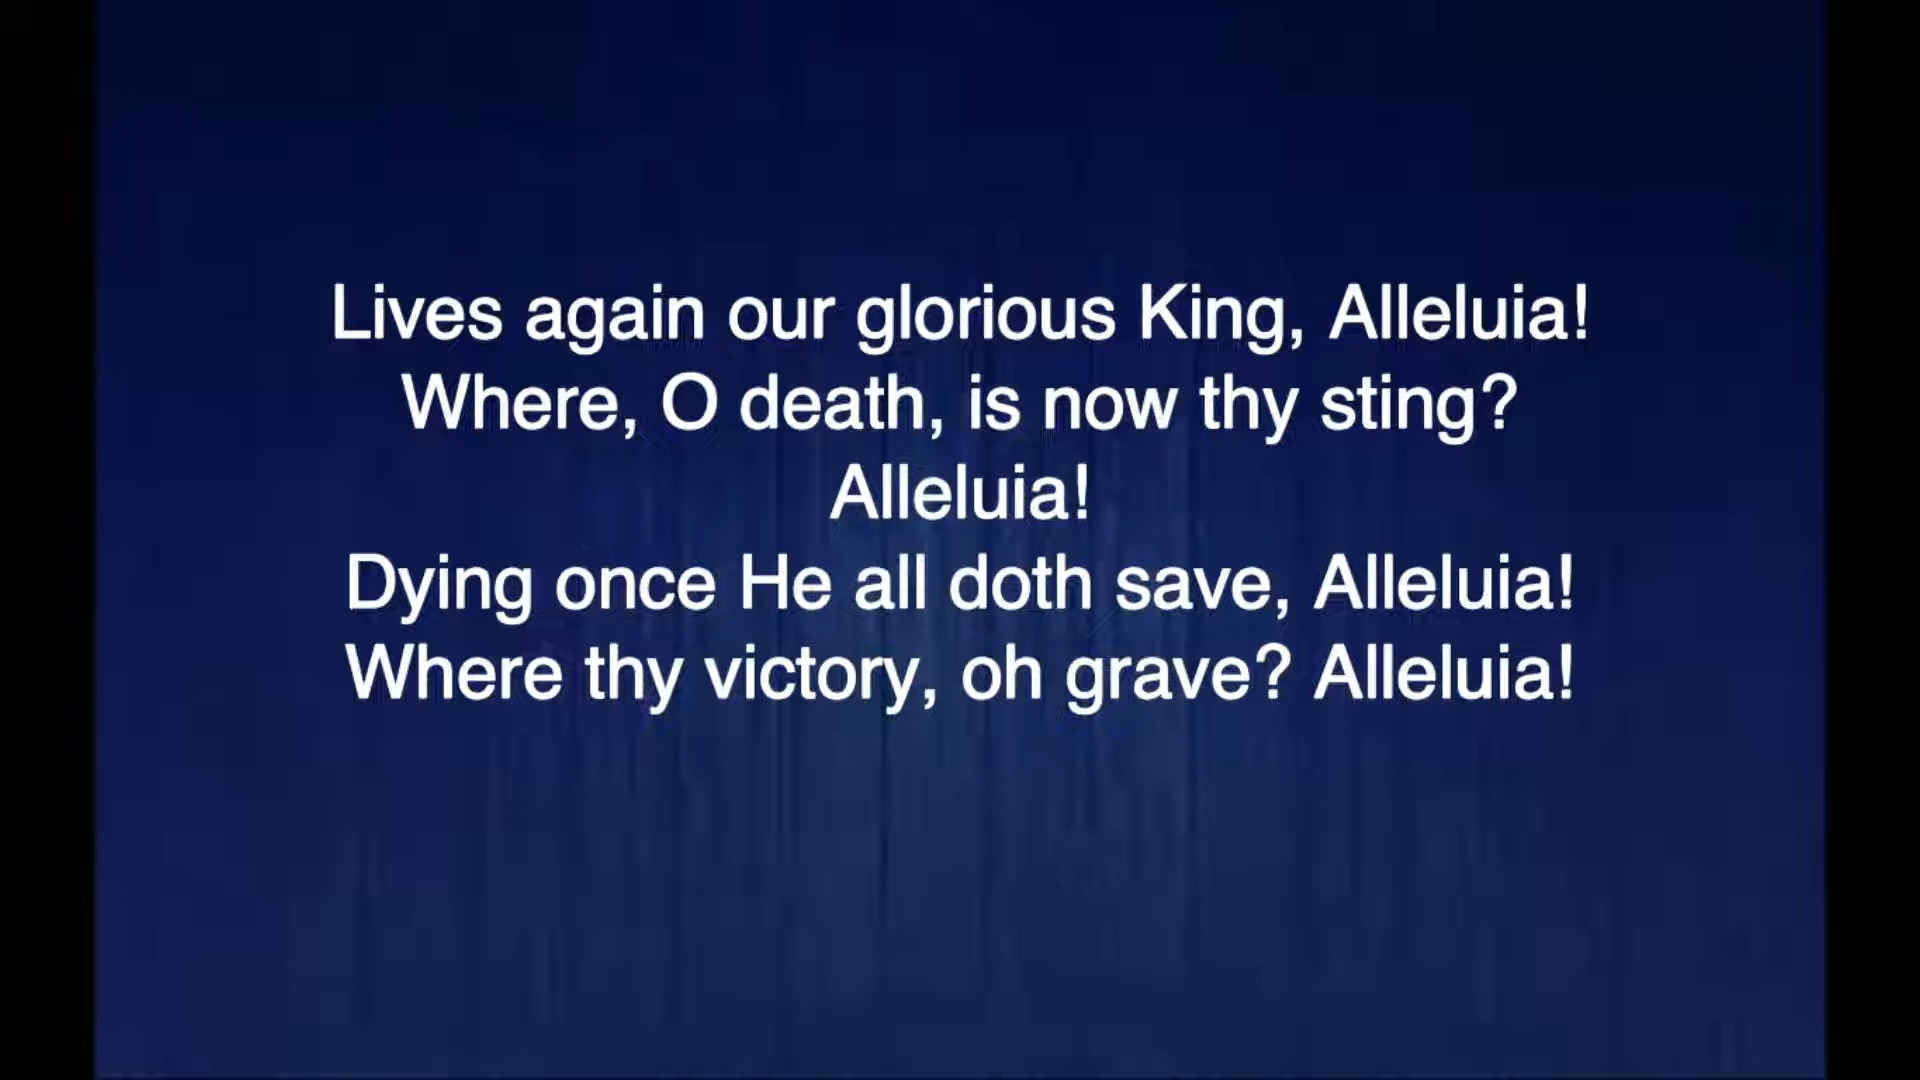 Lives again our glorious King, Alleluia!
Where, O death, is now thy sting?
Alleluia!
Dying once He all doth save, Alleluia!
Where thy victory, oh grave? Alleluia!